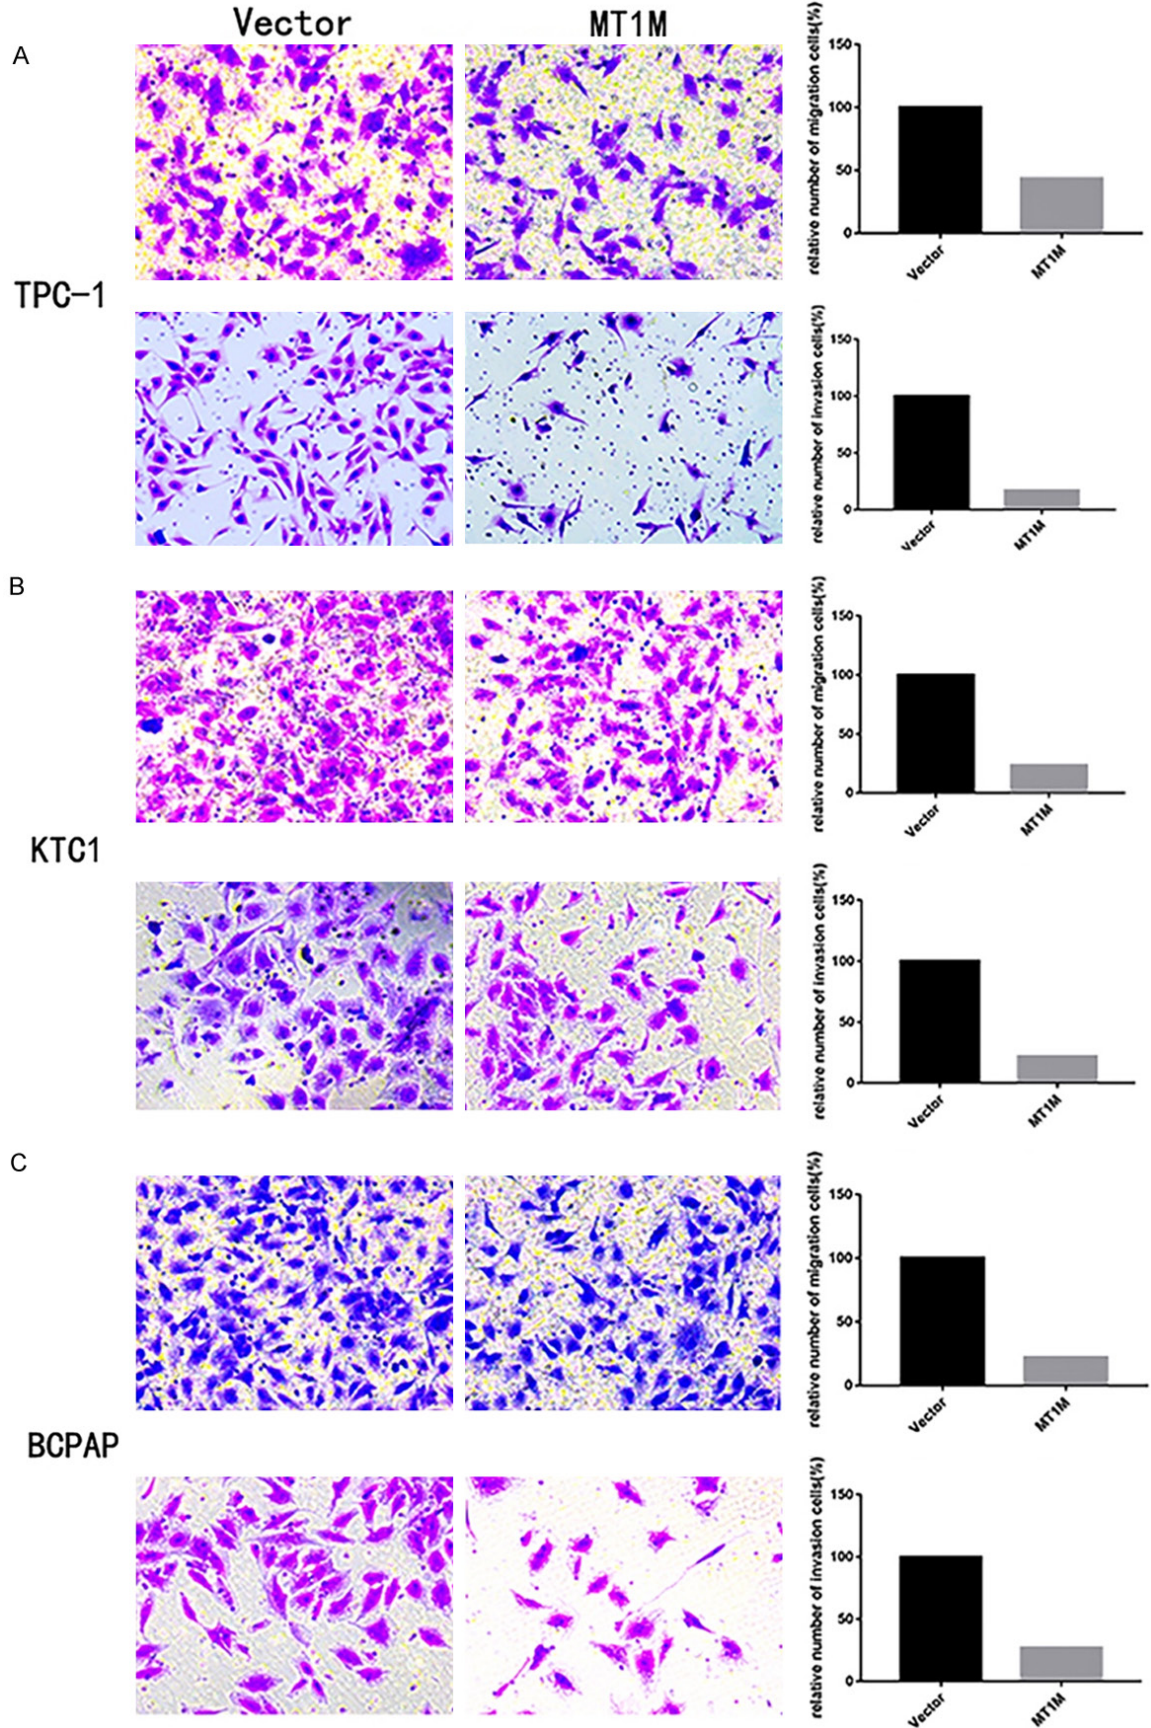 Vector MT1M
A
relative number of migration cells(%)
150
100
50
0
Vector MT1M
TPC-1
relative number of invasion cells(%)
150
100
50
0
Vector MT1M
B
relative number of migration cells(%)
150
100
50
0
Vector MT1M
KTC1
relative number of invasion cells(%)
150
100
50
0
Vector MT1M
C
relative number of migration cells(%)
150
100
50
0
Vector MT1M
BCPAP
relative number of invasion cells(%)
150
100
50
0
Vector MT1M